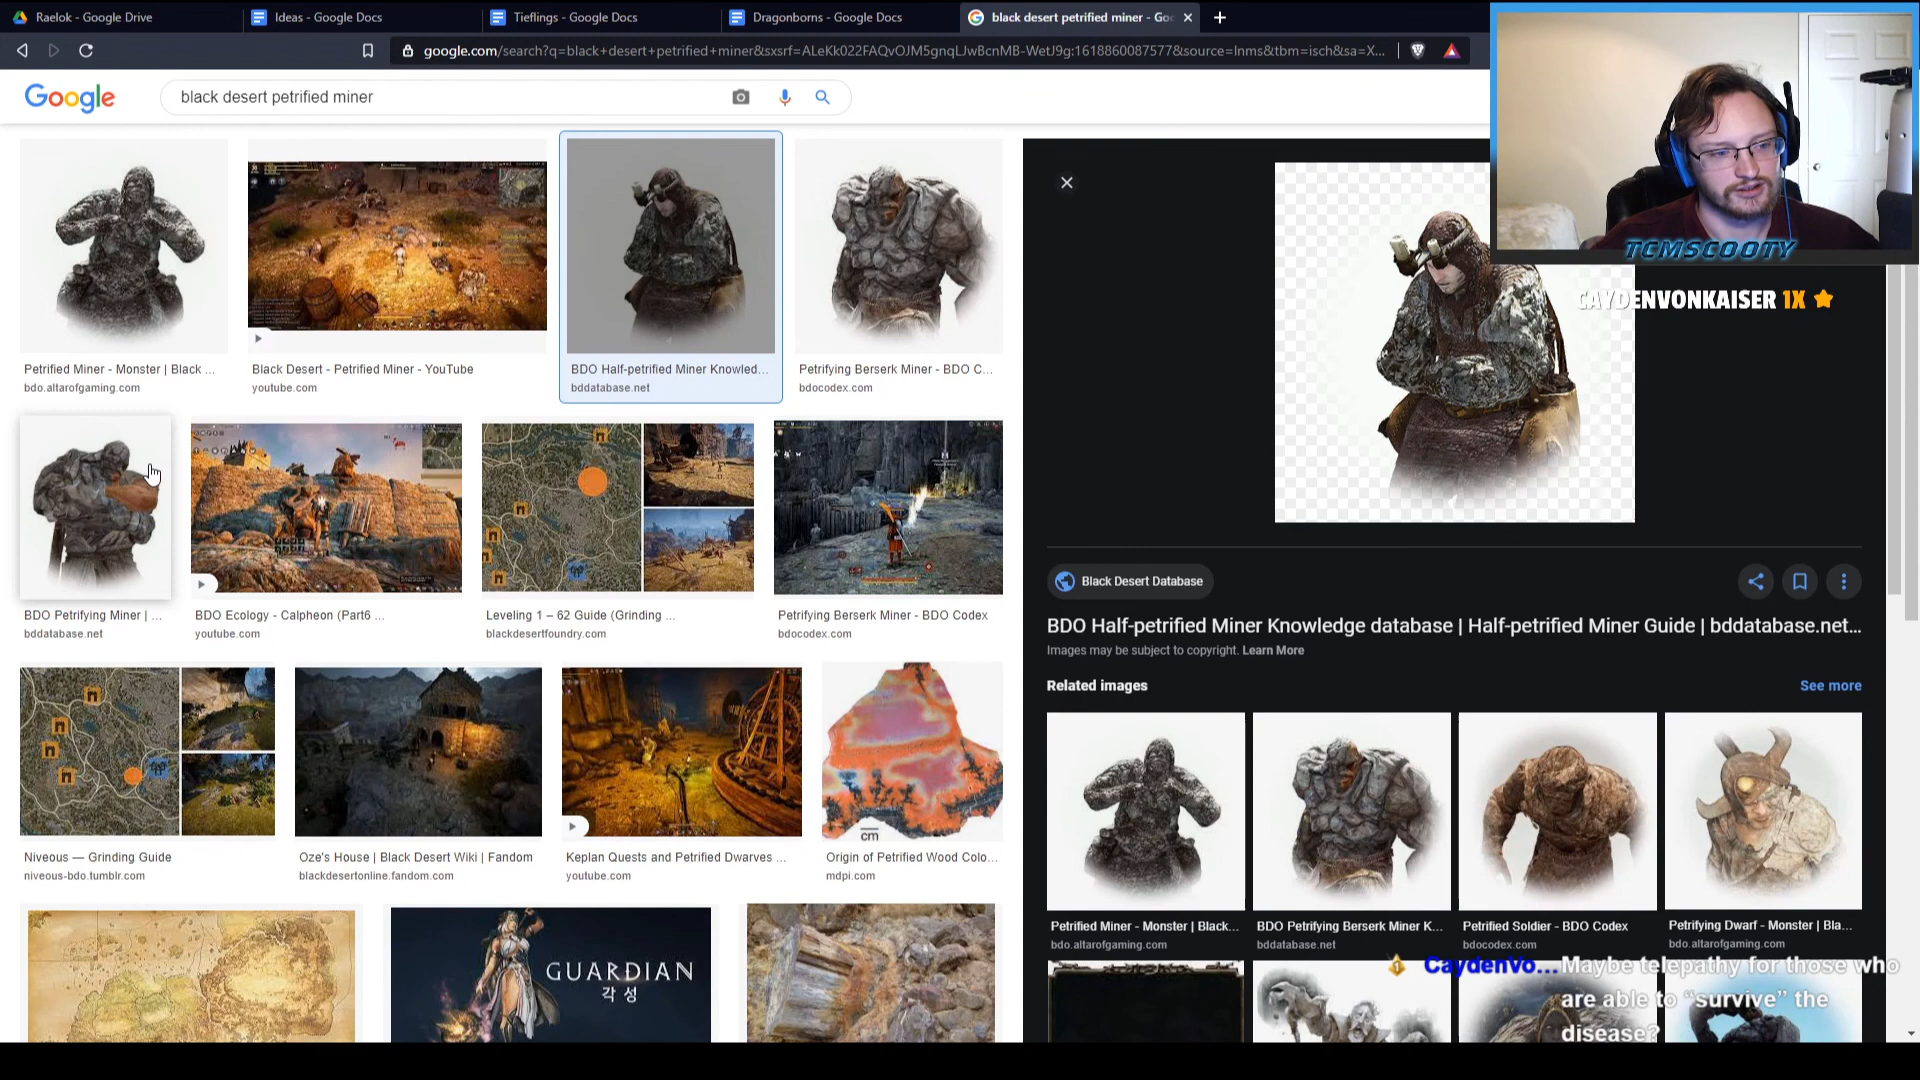 Raelok - Google Drive
Ideas - Google Docs
Tieflings - Google Docs
Dragonborns - Google Docs
black desert petrified miner - Goo
google.com/search?q=black+desert+petrified+miner&sxsrf=ALeKk022FAQvOJM5gnqLJwBcnMB-WetJ9g:1618860087577&source=lnms&tbm=isch&sa=X...
Google
black desert petrified miner
TCMSCOOTY
CAYDENVONKAISER 1X
Petrified Miner - Monster | Black ...
bdo.altarofgaming.com
Black Desert - Petrified Miner - YouTube
youtube.com
BDO Half-petrified Miner Knowled...
bddatabase.net
Petrifying Berserk Miner - BDO C...
bdocodex.com
BDO Petrifying Miner | ...
bddatabase.net
BDO Ecology - Calpheon (Part6 ...
youtube.com
Leveling 1 – 62 Guide (Grinding ...
blackdesertfoundry.com
Petrifying Berserk Miner - BDO Codex
bdocodex.com
Niveous — Grinding Guide
niveous-bdo.tumblr.com
Oze's House | Black Desert Wiki | Fandom
blackdesertonline.fandom.com
Keplan Quests and Petrified Dwarves ...
youtube.com
cm
Origin of Petrified Wood Colo...
mdpi.com
GUARDIAN
각성
Black Desert Database
BDO Half-petrified Miner Knowledge database | Half-petrified Miner Guide | bddatabase.net...
Images may be subject to copyright. Learn More
Related images
See more
Petrified Miner - Monster | Black...
bdo.altarofgaming.com
BDO Petrifying Berserk Miner K...
bddatabase.net
Petrified Soldier - BDO Codex
bdocodex.com
Petrifying Dwarf - Monster | Bla...
bdo.altarofgaming.com
CaydenVo... Maybe telepathy for those who
are able to “survive” the
disease?